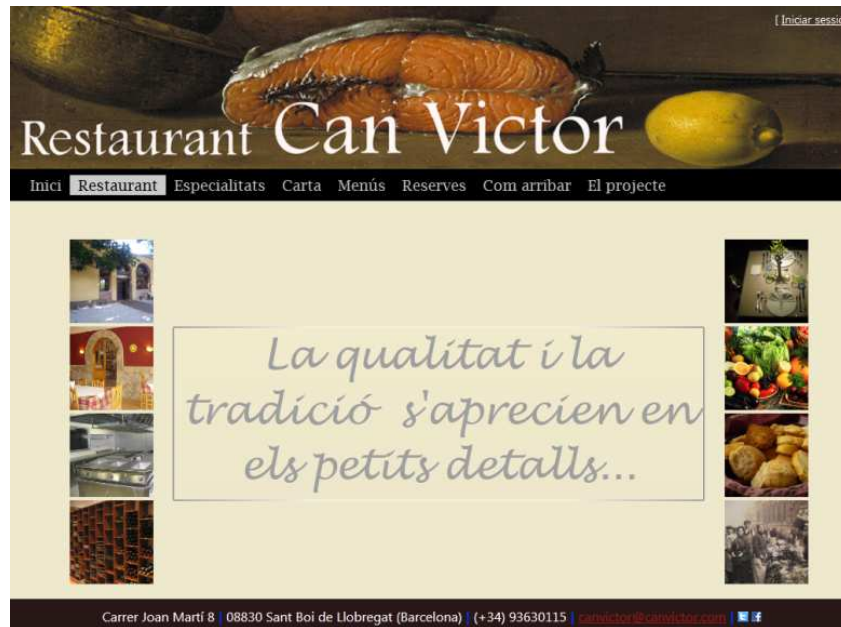 [ Iniciar sessió
Restaurant Can Victor
Inici Restaurant Especialitats Carta Menús Reserves Com arribar El projecte
La qualitat i la
tradició s'aprecien en
els petits detalls...
Carrer Joan Martí 8 | 08830 Sant Boi de Llobregat (Barcelona) | (+34) 93630115 | canvictor@canvictor.com |